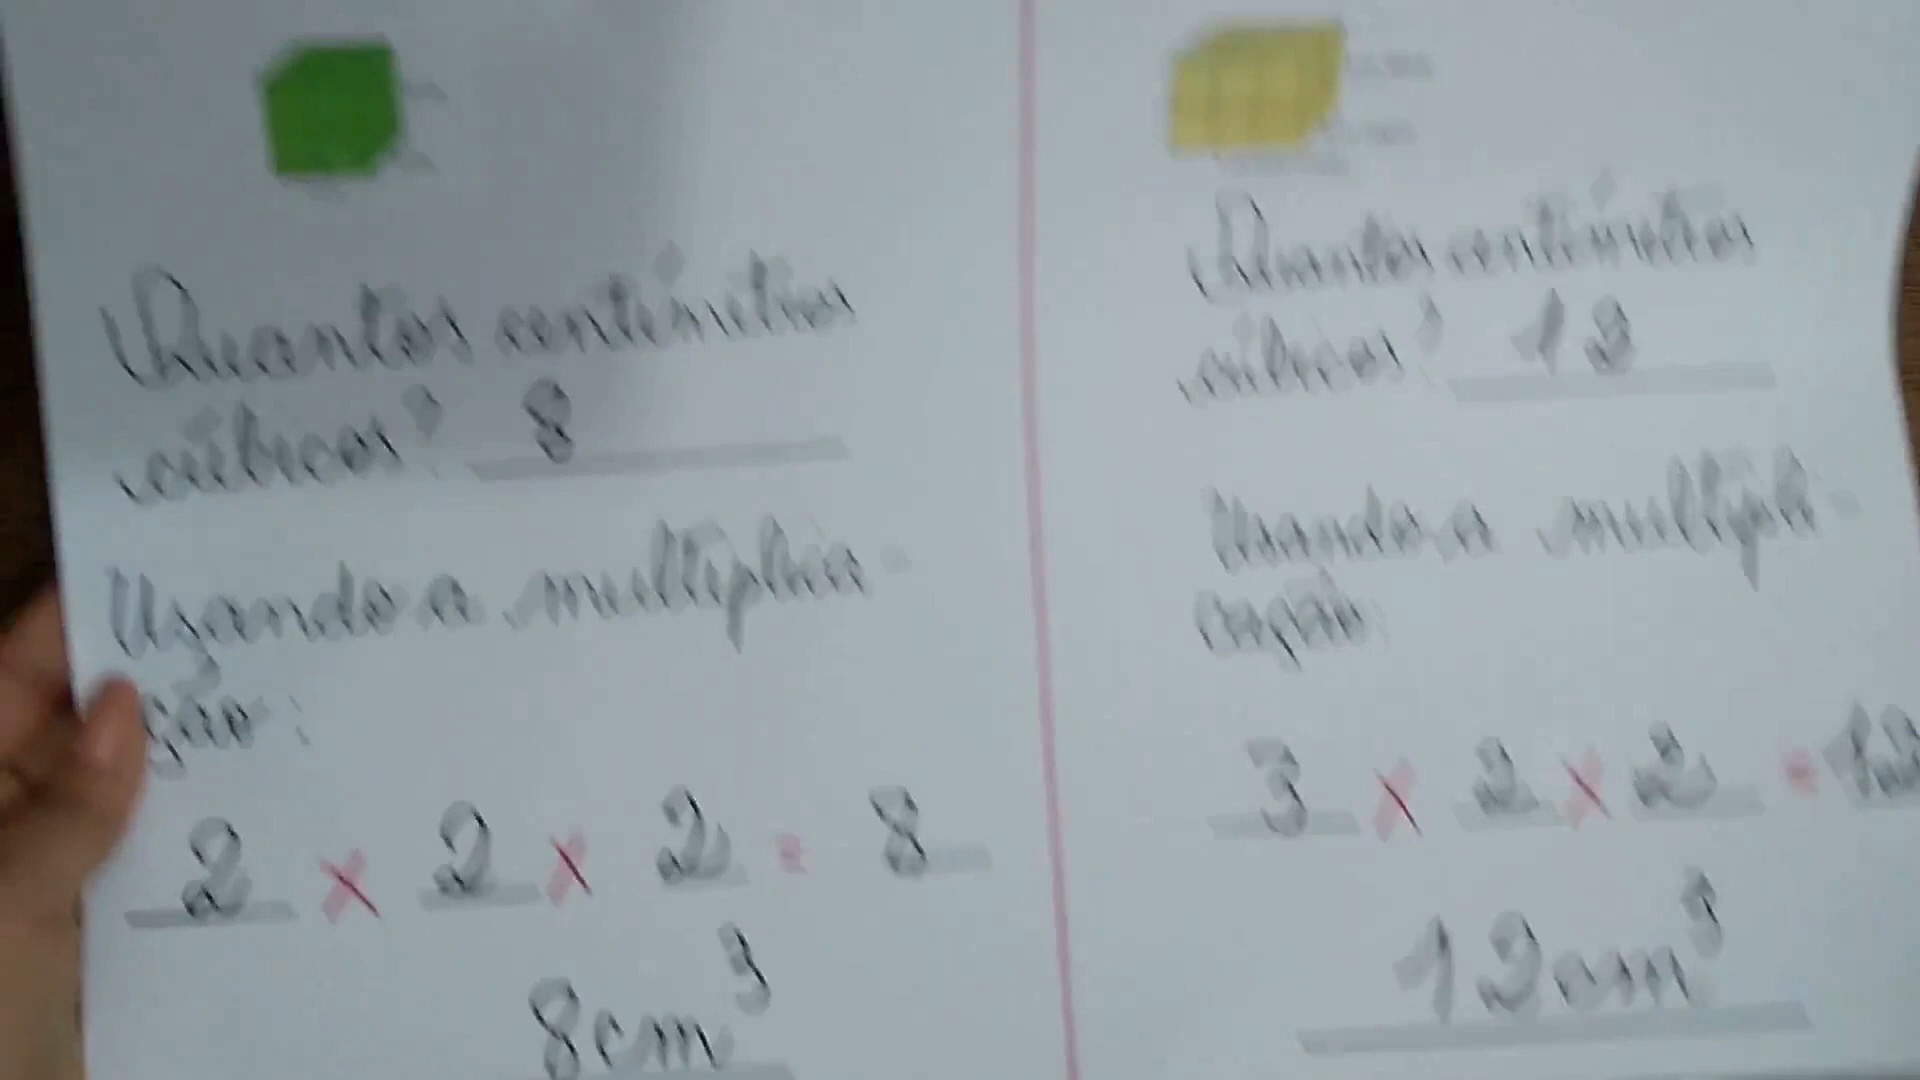 Quantos centímetros
cúbicos? 8
Usando a multiplica-
ção:
2 x 2 x 2 = 8
8cm³
Quantos centímetros
cúbicos? 12
Usando a multipli-
cação:
3 x 2 x 2 = 12
12cm³